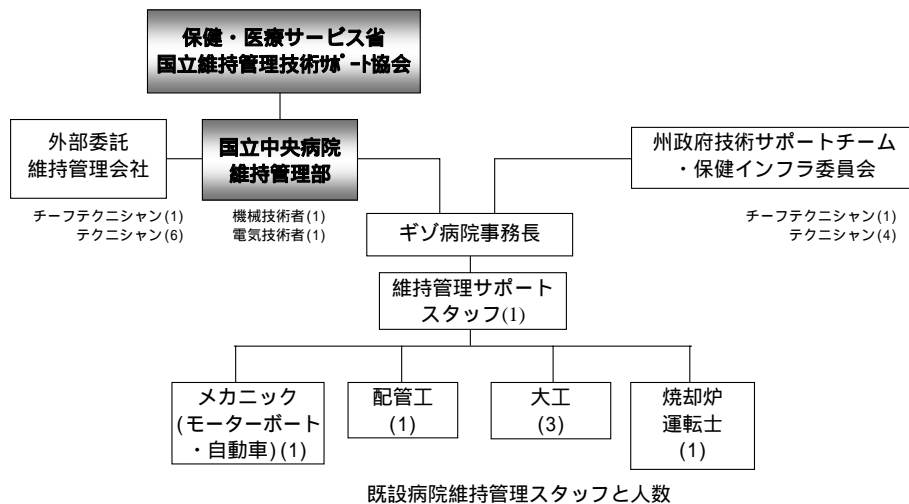 保健・医療サービス省
国立維持管理技術ｻﾎﾟｰﾄ協会
外部委託
維持管理会社
国立中央病院
維持管理部
州政府技術サポートチーム
・保健インフラ委員会
チーフテクニシャン(1)
テクニシャン(6)
機械技術者(1)
電気技術者(1)
チーフテクニシャン(1)
テクニシャン(4)
ギゾ病院事務長
維持管理サポート
スタッフ(1)
メカニック
(モーターボート
・自動車)(1)
配管工
(1)
大工
(3)
焼却炉
運転士
(1)
既設病院維持管理スタッフと人数